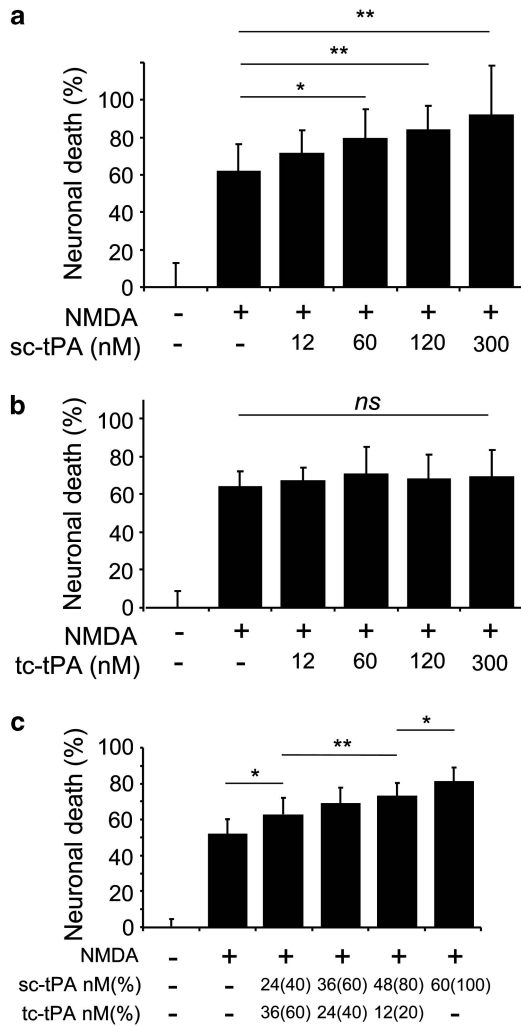 a
**
**
*
Neuronal death (%)
100
80
60
40
20
0
NMDA - + + + + +
sc-tPA (nM) - - 12 60 120 300
b
ns
Neuronal death (%)
100
80
60
40
20
0
NMDA - + + + + +
tc-tPA (nM) - - 12 60 120 300
c
*
**
*
Neuronal death (%)
100
80
60
40
20
0
NMDA - + + + + +
sc-tPA nM(%) - - 24(40) 36(60) 48(80) 60(100)
tc-tPA nM(%) - - 36(60) 24(40) 12(20) -